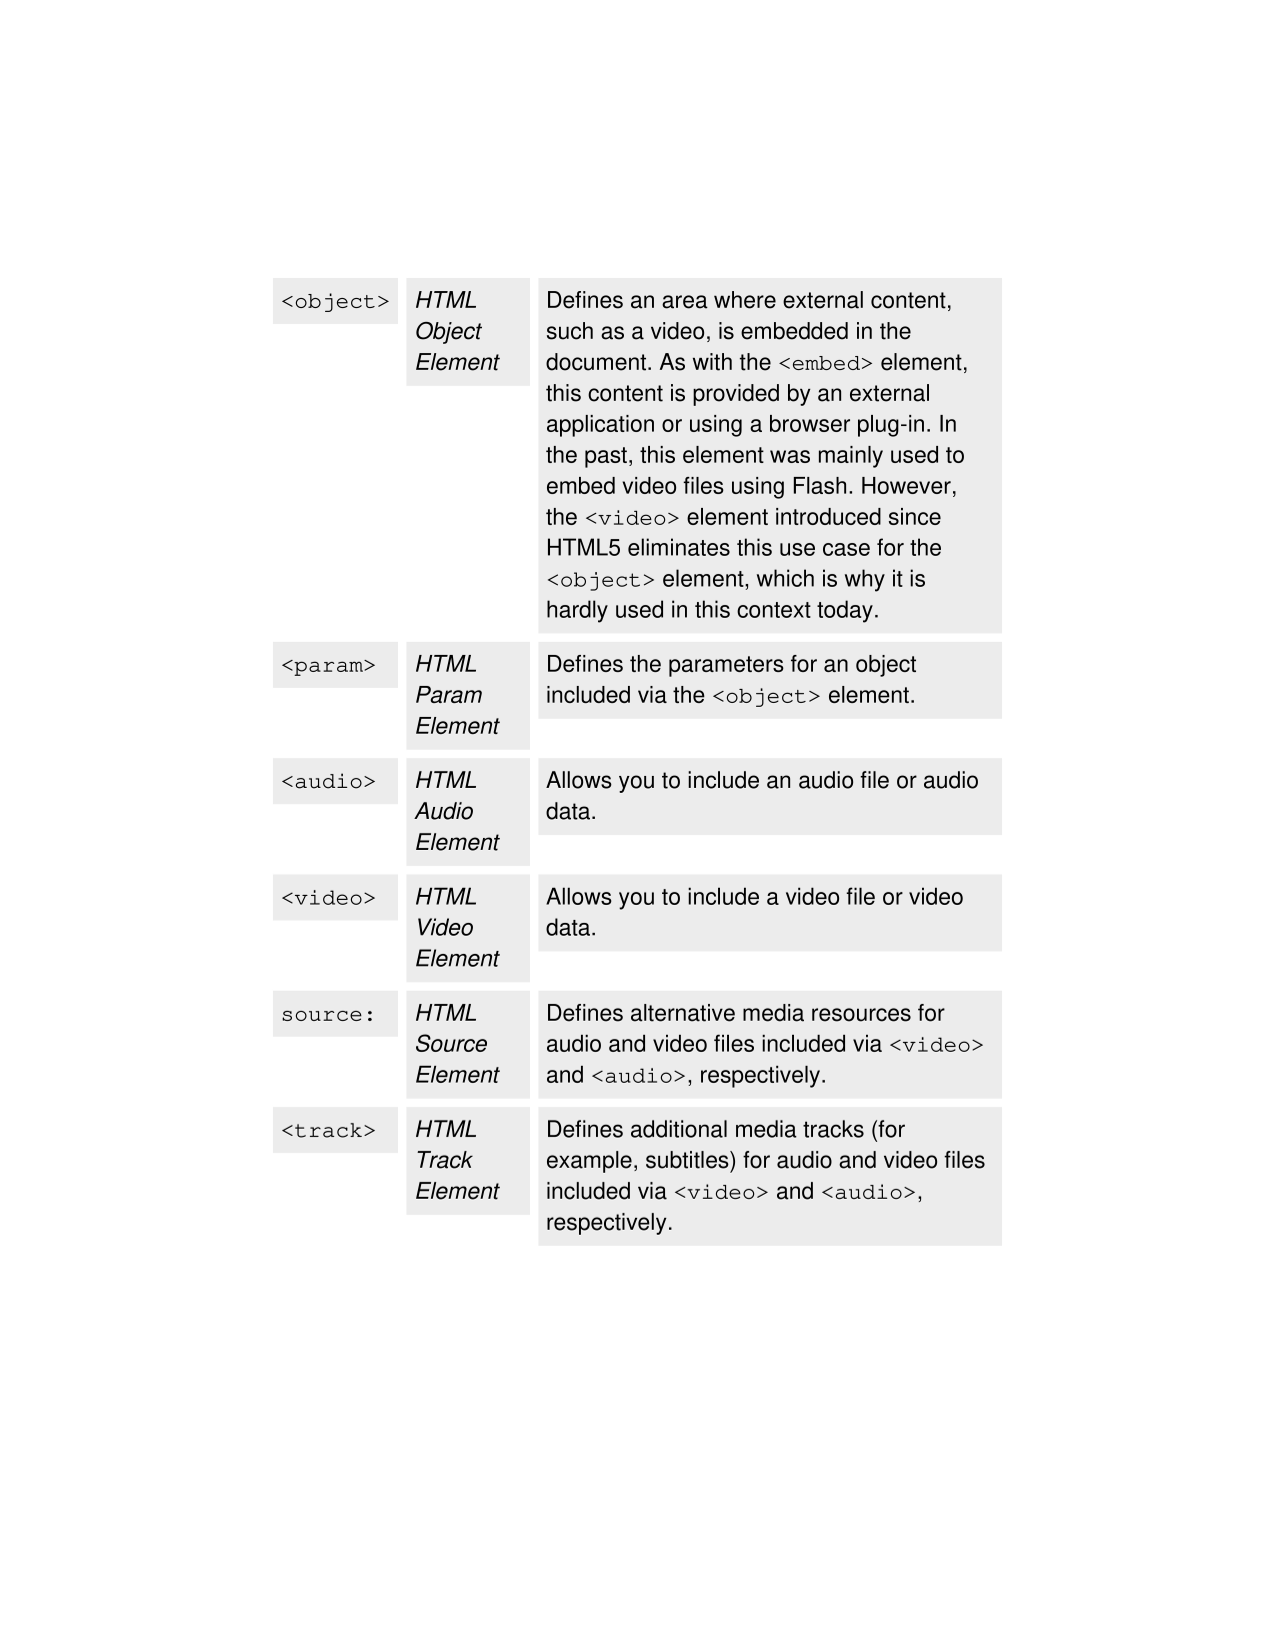 <object>
HTML
Object
Element
Defines an area where external content,
such as a video, is embedded in the
document. As with the <embed> element,
this content is provided by an external
application or using a browser plug-in. In
the past, this element was mainly used to
embed video files using Flash. However,
the <video> element introduced since
HTML5 eliminates this use case for the
<object> element, which is why it is
hardly used in this context today.
<param>
HTML
Param
Element
Defines the parameters for an object
included via the <object> element.
<audio>
HTML
Audio
Element
Allows you to include an audio file or audio
data.
<video>
HTML
Video
Element
Allows you to include a video file or video
data.
source:
HTML
Source
Element
Defines alternative media resources for
audio and video files included via <video>
and <audio>, respectively.
<track>
HTML
Track
Element
Defines additional media tracks (for
example, subtitles) for audio and video files
included via <video> and <audio>,
respectively.